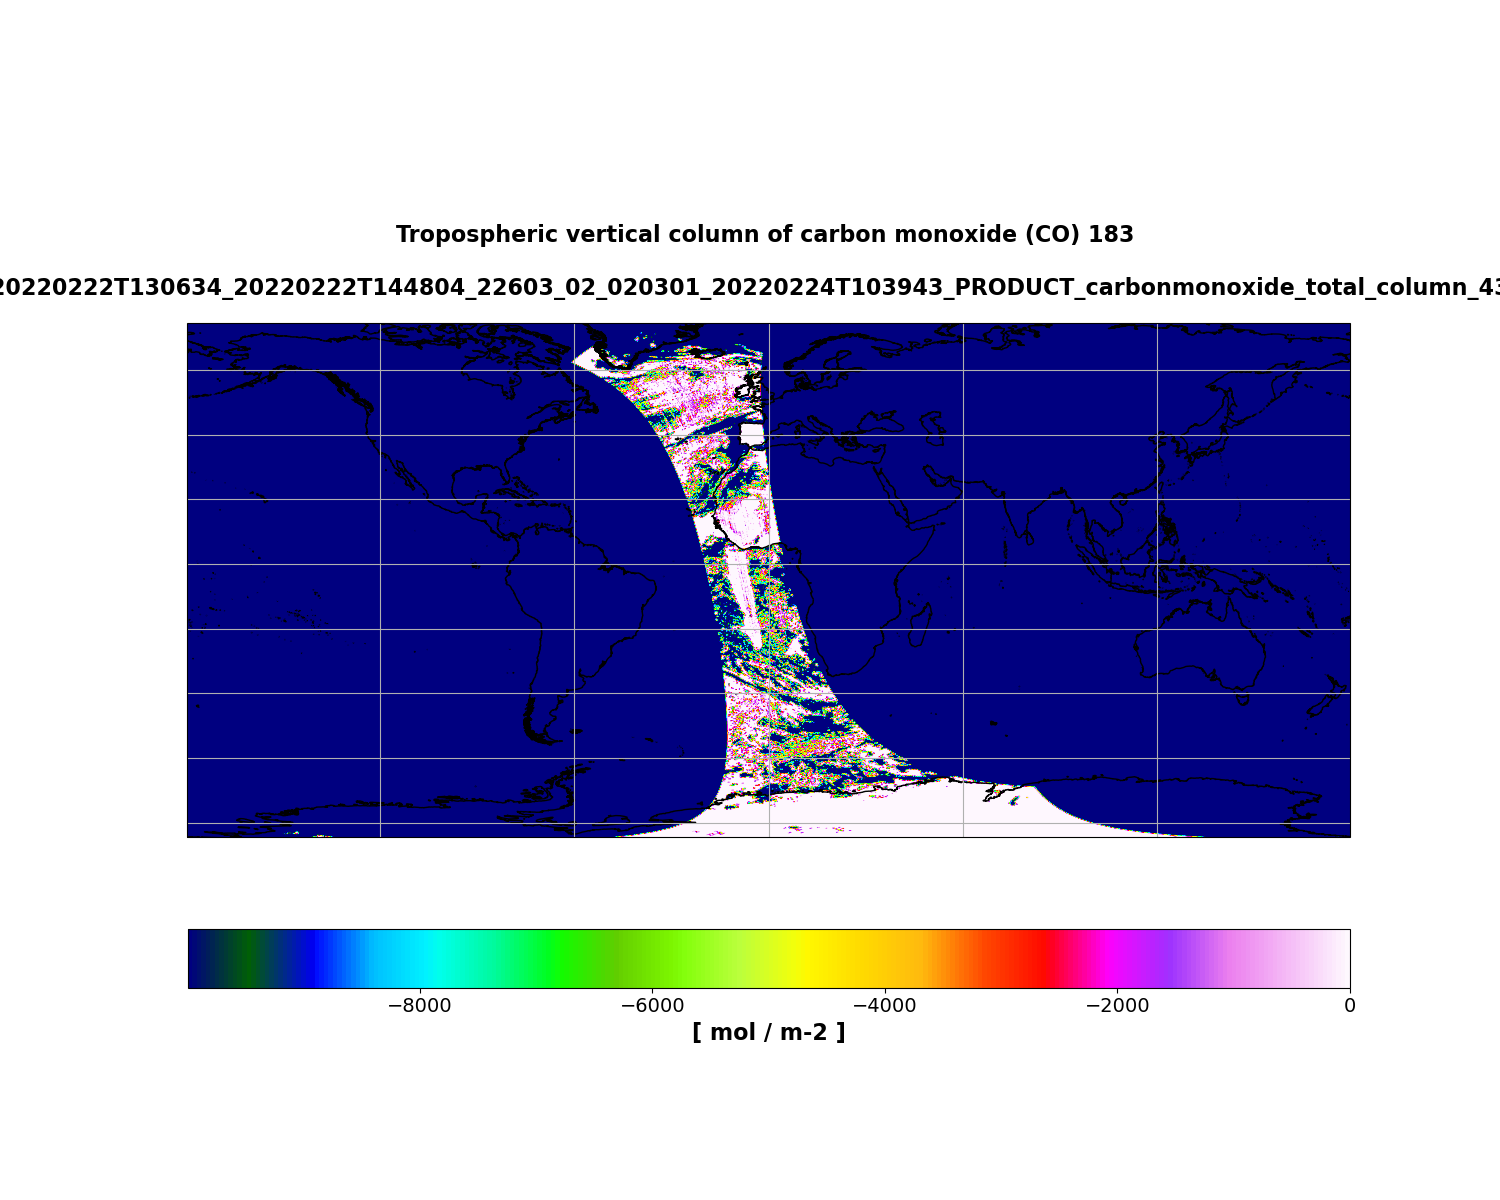 Tropospheric vertical column of carbon monoxide (CO) 183
20220222T130634_20220222T144804_22603_02_020301_20220224T103943_PRODUCT_carbonmonoxide_total_column_43
−8000 −6000 −4000 −2000 0
[ mol / m-2 ]